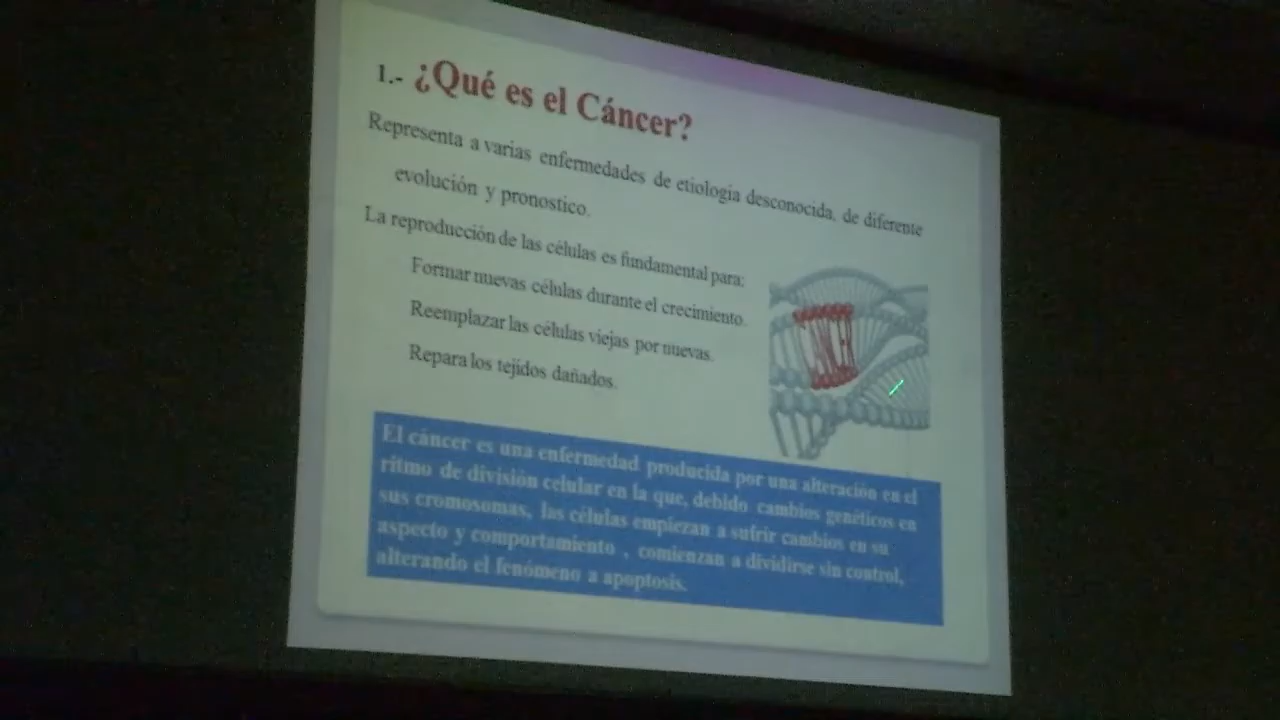 1.- ¿Qué es el Cáncer?
Representa a varias enfermedades de etiología desconocida, de diferente
evolución y pronostico.
La reproducción de las células es fundamental para:
Formar nuevas células durante el crecimiento.
Reemplazar las células viejas por nuevas.
Repara los tejidos dañados.
El cáncer es una enfermedad producida por una alteración en el
ritmo de división celular en la que, debido cambios genéticos en
sus cromosomas, las células empiezan a sufrir cambios en su
aspecto y comportamiento , comienzan a dividirse sin control,
alterando el fenómeno a apoptosis.